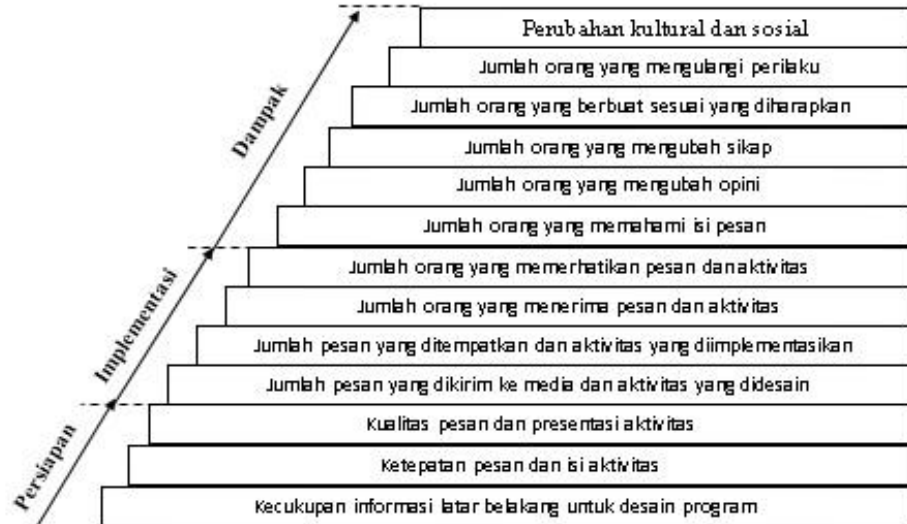 Perubahan kultural dan sosial
Jumlah orang yang mengulangi perilaku
Jumlah orang yang berbuat sesuai yang diharapkan
Jumlah orang yang mengubah sikap
Jumlah orang yang mengubah opini
Jumlah orang yang memahami isi pesan
Jumlah orang yang memerhatikan pesan dan aktivitas
Jumlah orang yang menerima pesan dan aktivitas
Jumlah pesan yang ditempatkan dan aktivitas yang diimplementasikan
Jumlah pesan yang dikirim ke media dan aktivitas yang didesain
Kualitas pesan dan presentasi aktivitas
Ketepatan pesan dan isi aktivitas
Kecukupan informasi latar belakang untuk desain program
Dampak
Implementasi
Persiapan